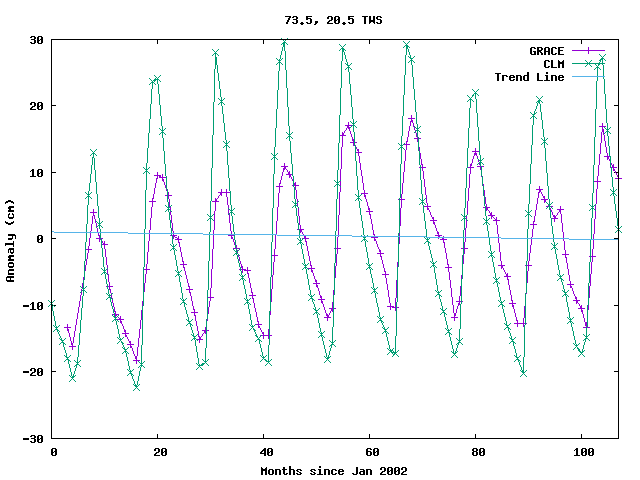 73.5, 20.5 TWS
GRACE
CLM
Trend Line
30
20
10
0
-10
-20
-30
Anomaly (cm)
0 20 40 60 80 100
Months since Jan 2002